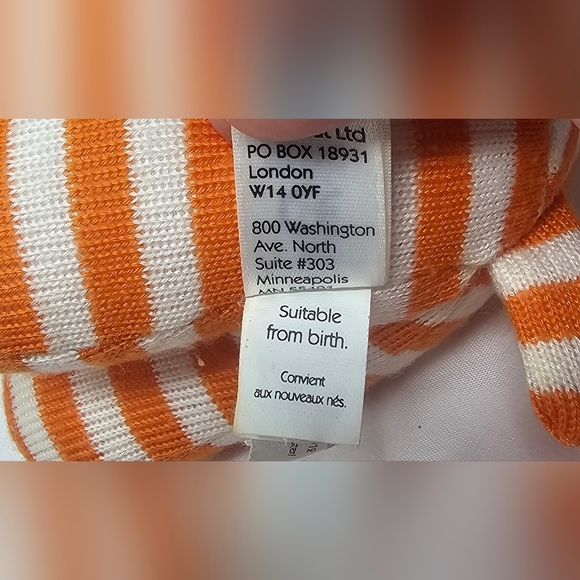 Ltd
PO BOX 18931
London
W14 0YF
800 Washington
Ave. North
Suite #303
Minneapolis
Suitable
from birth.
Convient
aux nouveaux nés.